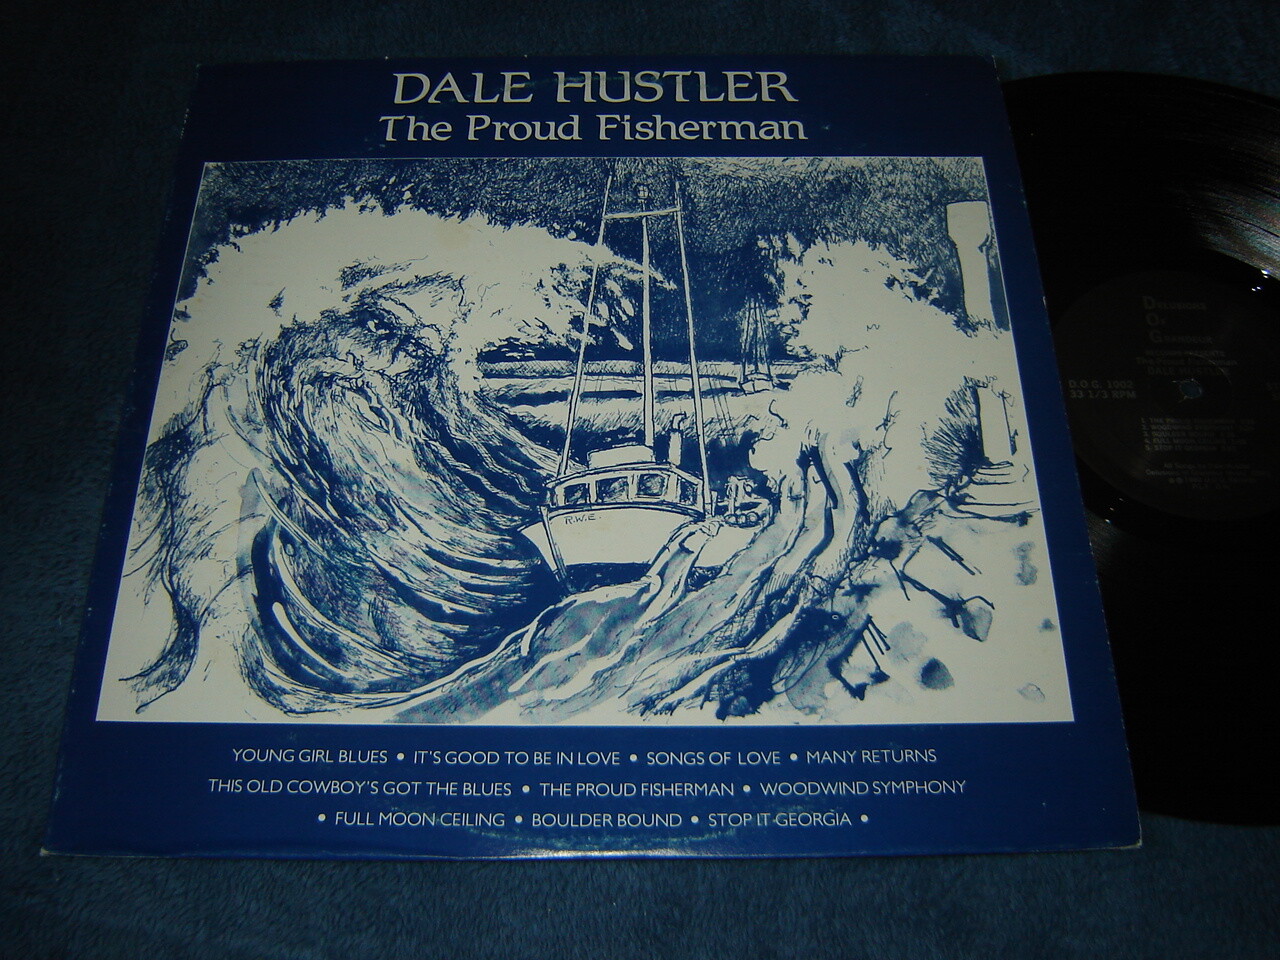 DALE HUSTLER
The Proud Fisherman
R.W.E
YOUNG GIRL BLUES • IT'S GOOD TO BE IN LOVE • SONGS OF LOVE • MANY RETURNS
THIS OLD COWBOY'S GOT THE BLUES • THE PROUD FISHERMAN • WOODWIND SYMPHONY
• FULL MOON CEILING • BOULDER BOUND • STOP IT GEORGIA •
DALE HUSTLER
D.O.G. 1002
33 1/3 RPM